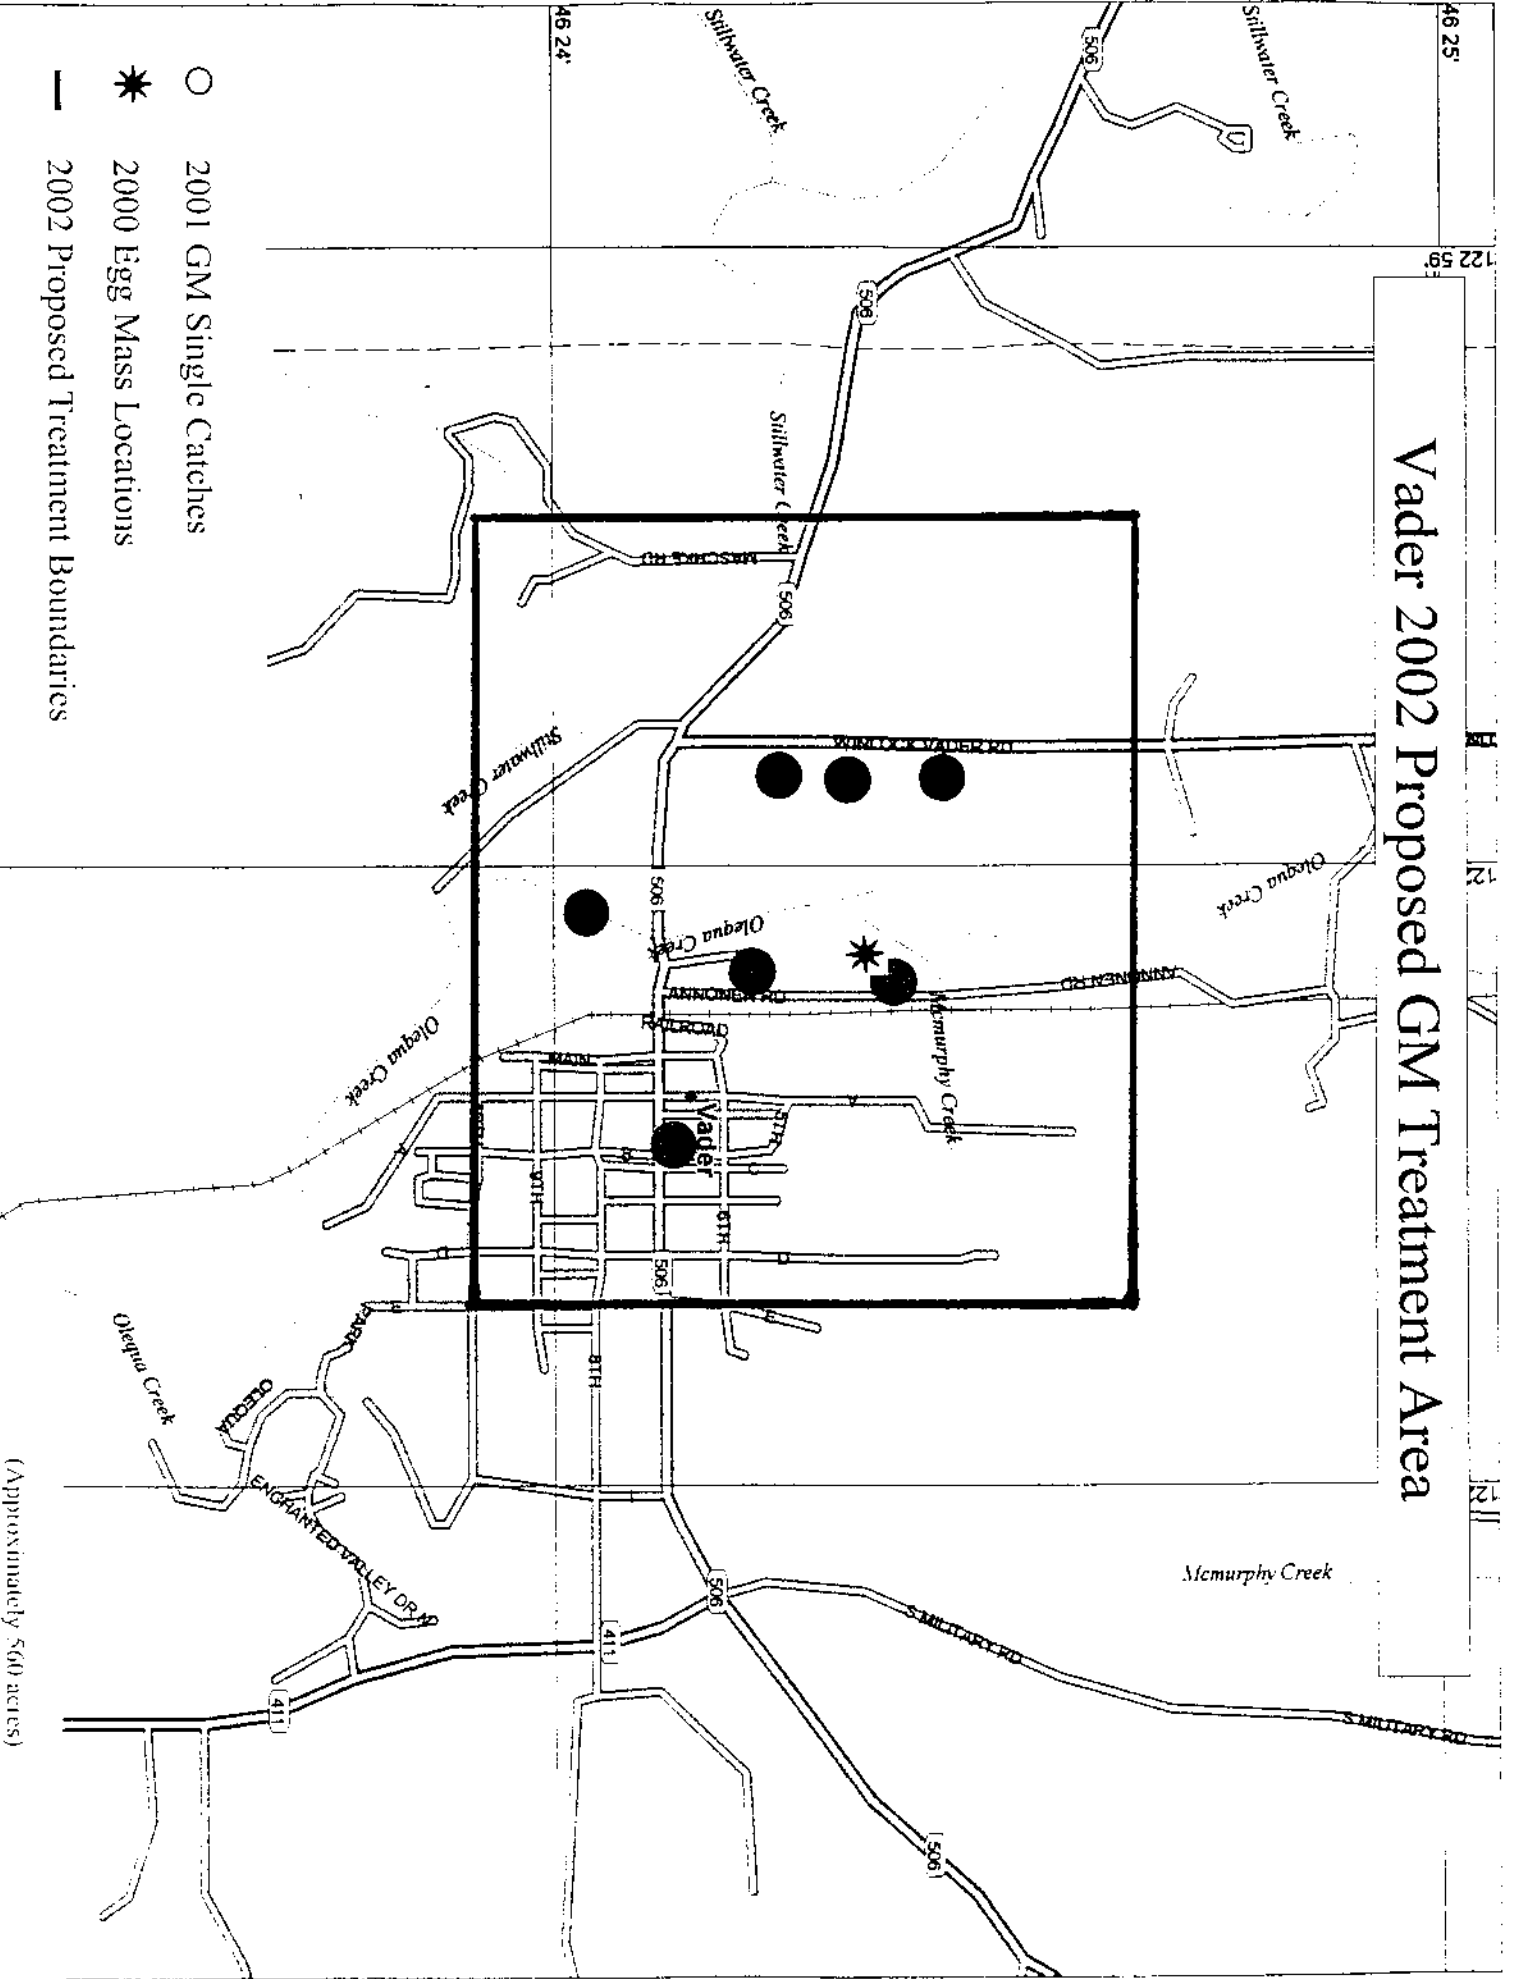 Vader 2002 Proposed GM Treatment Area
46 25'
122 59'
Stillwater Creek
506
46 24'
Stillwater Creek
506
Stillwater Creek
MASCHKE RD
506
WINLOCK VADER RD
Stillwater Creek
Olequa Creek
506
Olequa Creek
ANNONEN RD
ANNONEN RD
RAILROAD
Mcmurphy Creek
MAIN
Olequa Creek
Vader
A
5TH
A
B
C
9TH
6TH
D
D
506
E
E
PARK
8TH
Olequa Creek
OLEQUA
ENCHANTED VALLEY DR
Mcmurphy Creek
506
S MILITARY RD
S MILITARY RD
411
411
506
2001 GM Single Catches
2000 Egg Mass Locations
2002 Proposed Treatment Boundaries
(Approximately 560 acres)